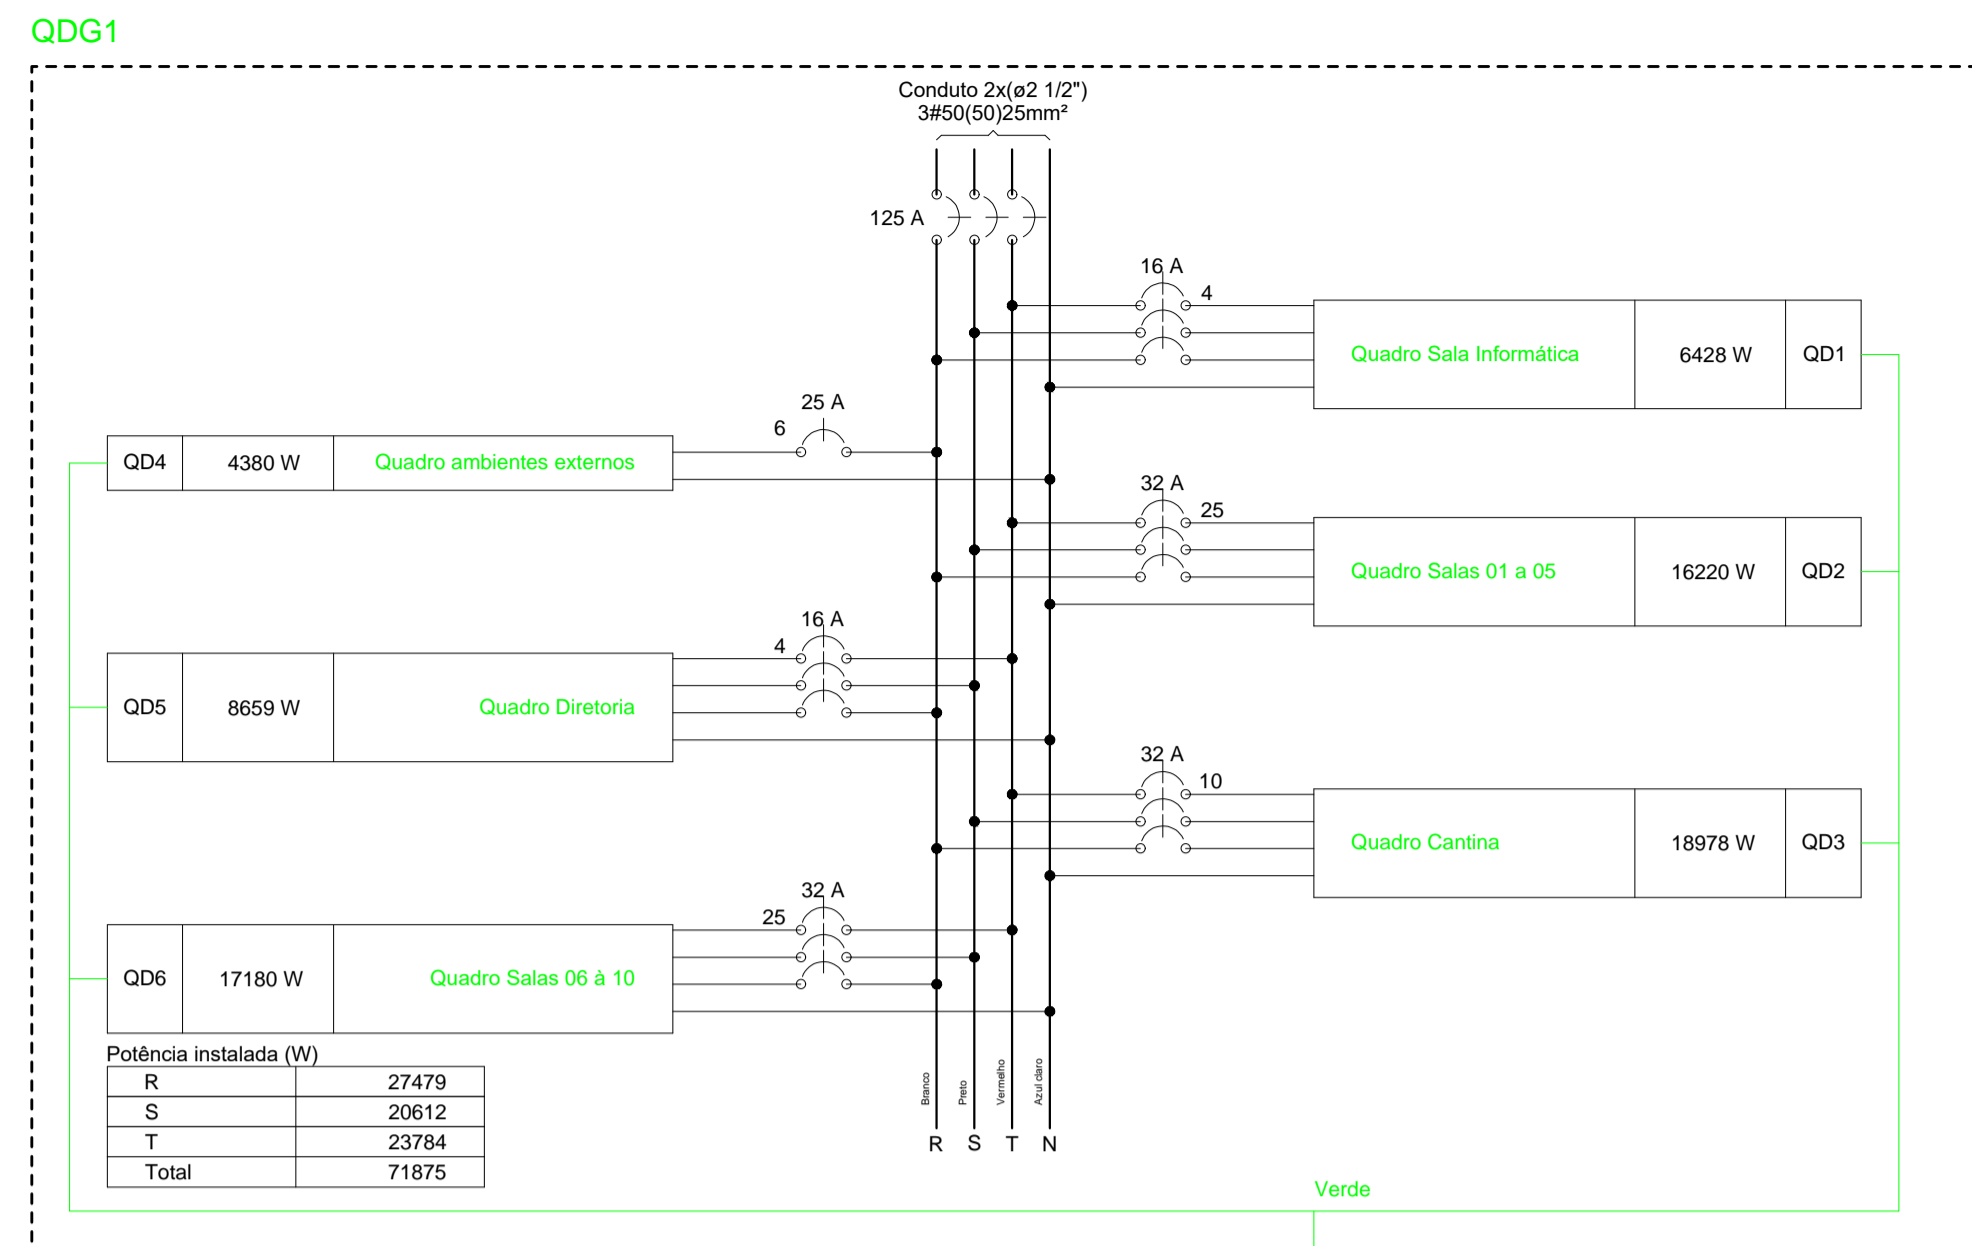 QDG1
Conduto 2x(ø2 1/2")
3#50(50)25mm²
125 A
16 A
4
Quadro Sala Informática 6428 W QD1
25 A
6
QD4 4380 W Quadro ambientes externos
32 A
25
Quadro Salas 01 a 05 16220 W QD2
16 A
4
QD5 8659 W Quadro Diretoria
32 A
10
Quadro Cantina 18978 W QD3
32 A
25
QD6 17180 W Quadro Salas 06 à 10
Potência instalada (W)
R 27479
S 20612
T 23784
Total 71875
Branco
Preto
Vermelho
Azul claro
R S T N
Verde